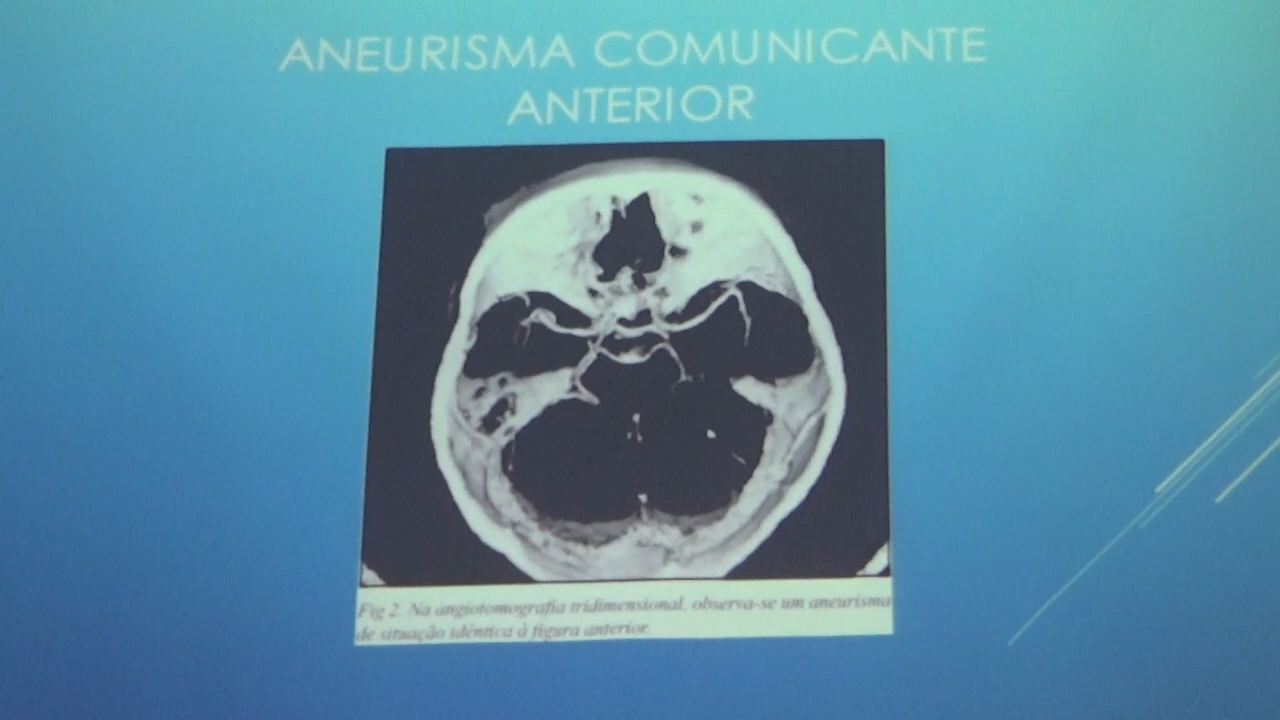 ANEURISMA COMUNICANTE
ANTERIOR
Fig 2. Na angiotomografia tridimensional, observa-se um aneurisma
de situação idêntica à figura anterior.